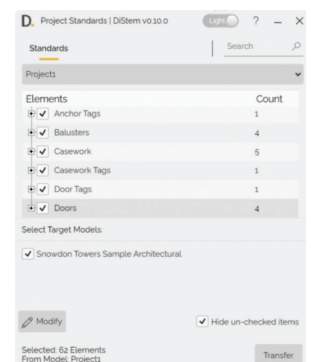 D. Project Standards | DiStem v0.10.0 Light ?
Standards Search
Project1
Elements Count
Anchor Tags 1
Balusters 4
Casework 5
Casework Tags 1
Door Tags 1
Doors 4
Select Target Models:
Snowdon Towers Sample Architectural
Modify Hide un-checked items
Selected: 62 Elements
From Model: Project1 Transfer